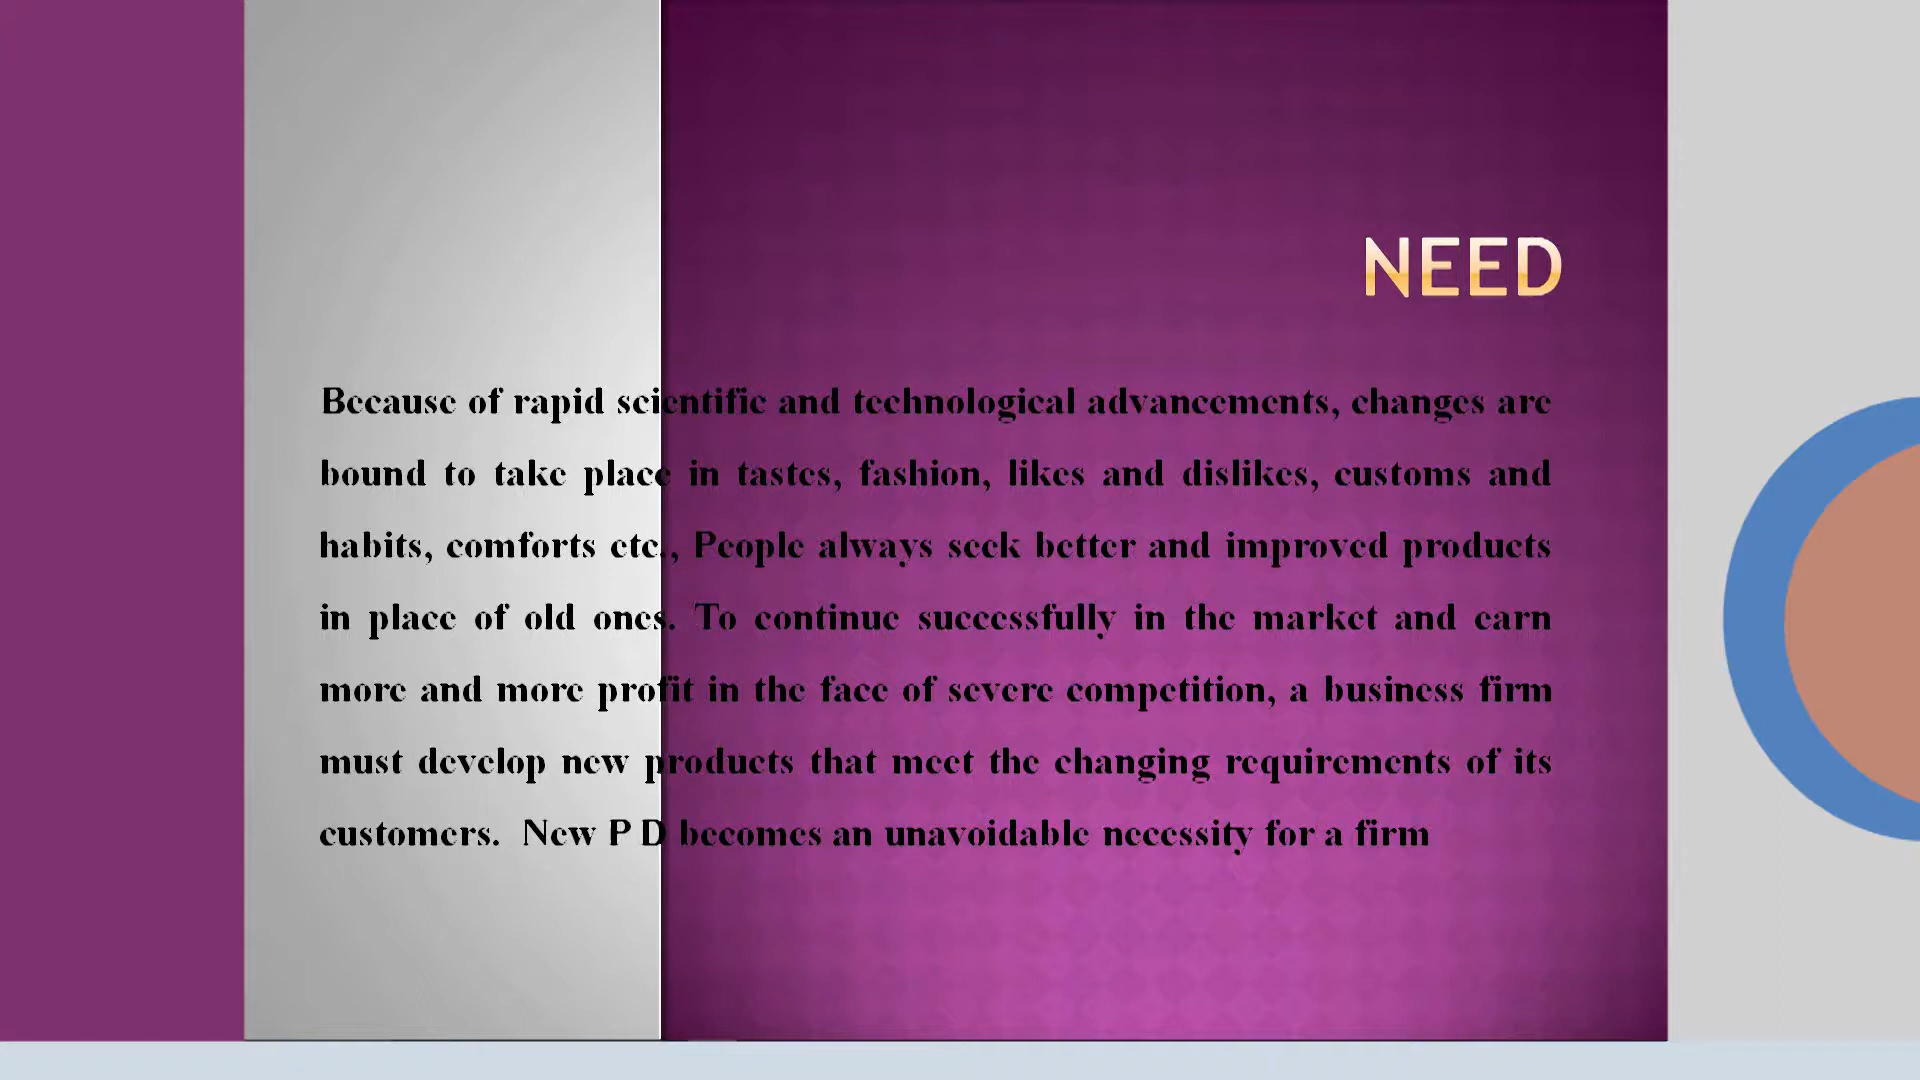 NEED
Because of rapid scientific and technological advancements, changes are
bound to take place in tastes, fashion, likes and dislikes, customs and
habits, comforts etc., People always seek better and improved products
in place of old ones. To continue successfully in the market and earn
more and more profit in the face of severe competition, a business firm
must develop new products that meet the changing requirements of its
customers. New P D becomes an unavoidable necessity for a firm